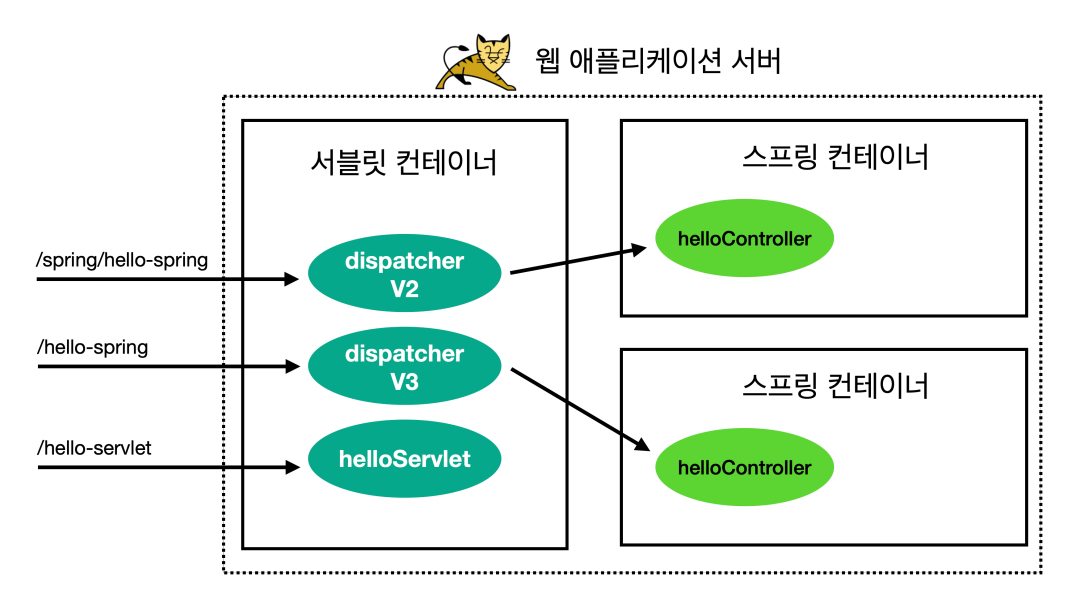 웹 애플리케이션 서버
서블릿 컨테이너
스프링 컨테이너
/spring/hello-spring
dispatcher
V2
helloController
/hello-spring
dispatcher
V3
스프링 컨테이너
/hello-servlet
helloServlet
helloController